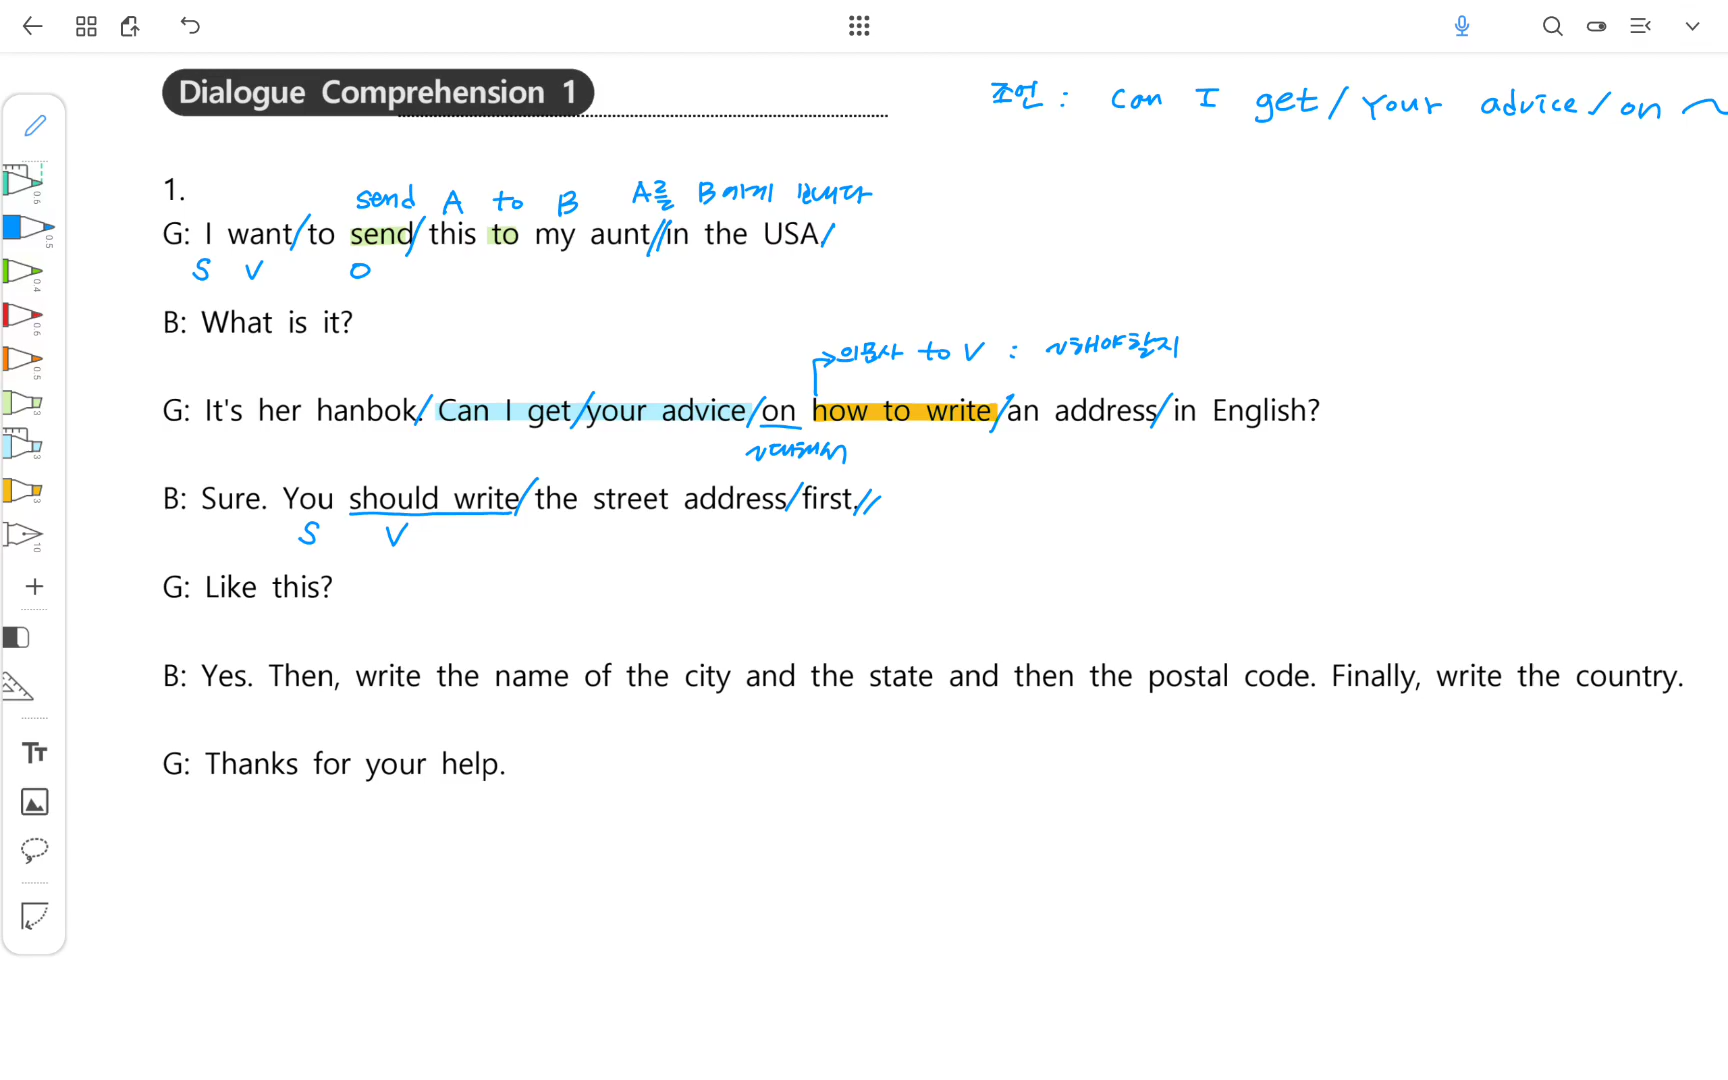 Dialogue Comprehension 1
조언 : Can I get / Your advice / on ~
1.
send A to B A를 B에게 보내다
G: I want / to send / this to my aunt // in the USA. /
S V O
B: What is it?
→ 의문사 to V : ~해야할지
G: It's her hanbok. / Can I get / your advice / on how to write / an address / in English?
~대해서
B: Sure. You should write / the street address / first. //
S V
G: Like this?
B: Yes. Then, write the name of the city and the state and then the postal code. Finally, write the country.
G: Thanks for your help.